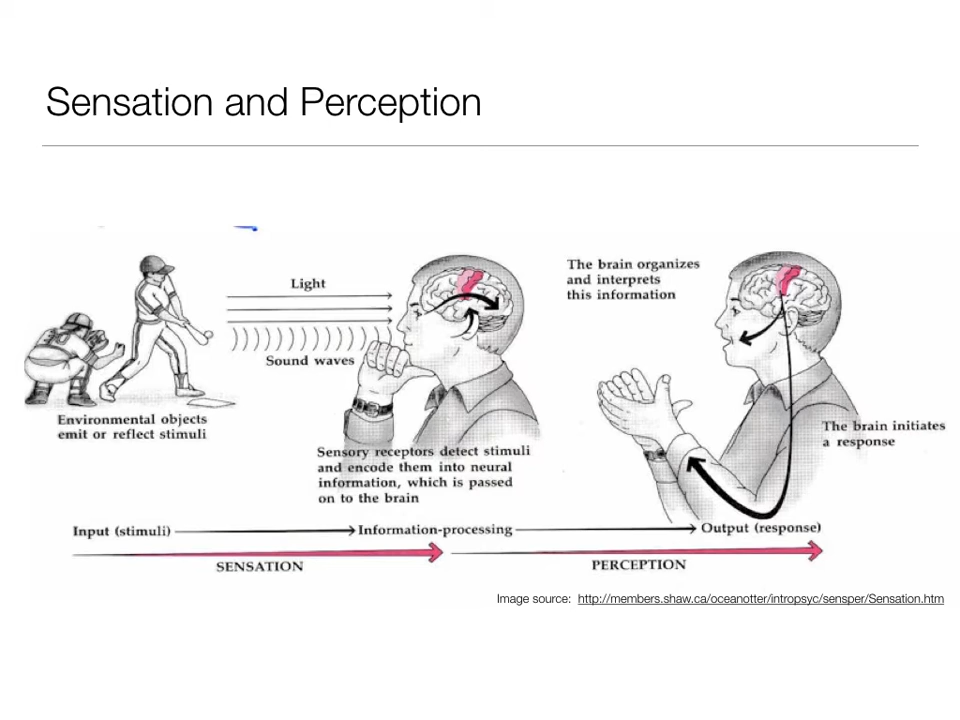 Sensation and Perception
Light
Sound waves
Environmental objects
emit or reflect stimuli
Sensory receptors detect stimuli
and encode them into neural
information, which is passed
on to the brain
The brain organizes
and interprets
this information
The brain initiates
a response
Input (stimuli)
Information-processing
Output (response)
SENSATION
PERCEPTION
Image source: http://members.shaw.ca/oceanotter/intropsyc/sensper/Sensation.htm